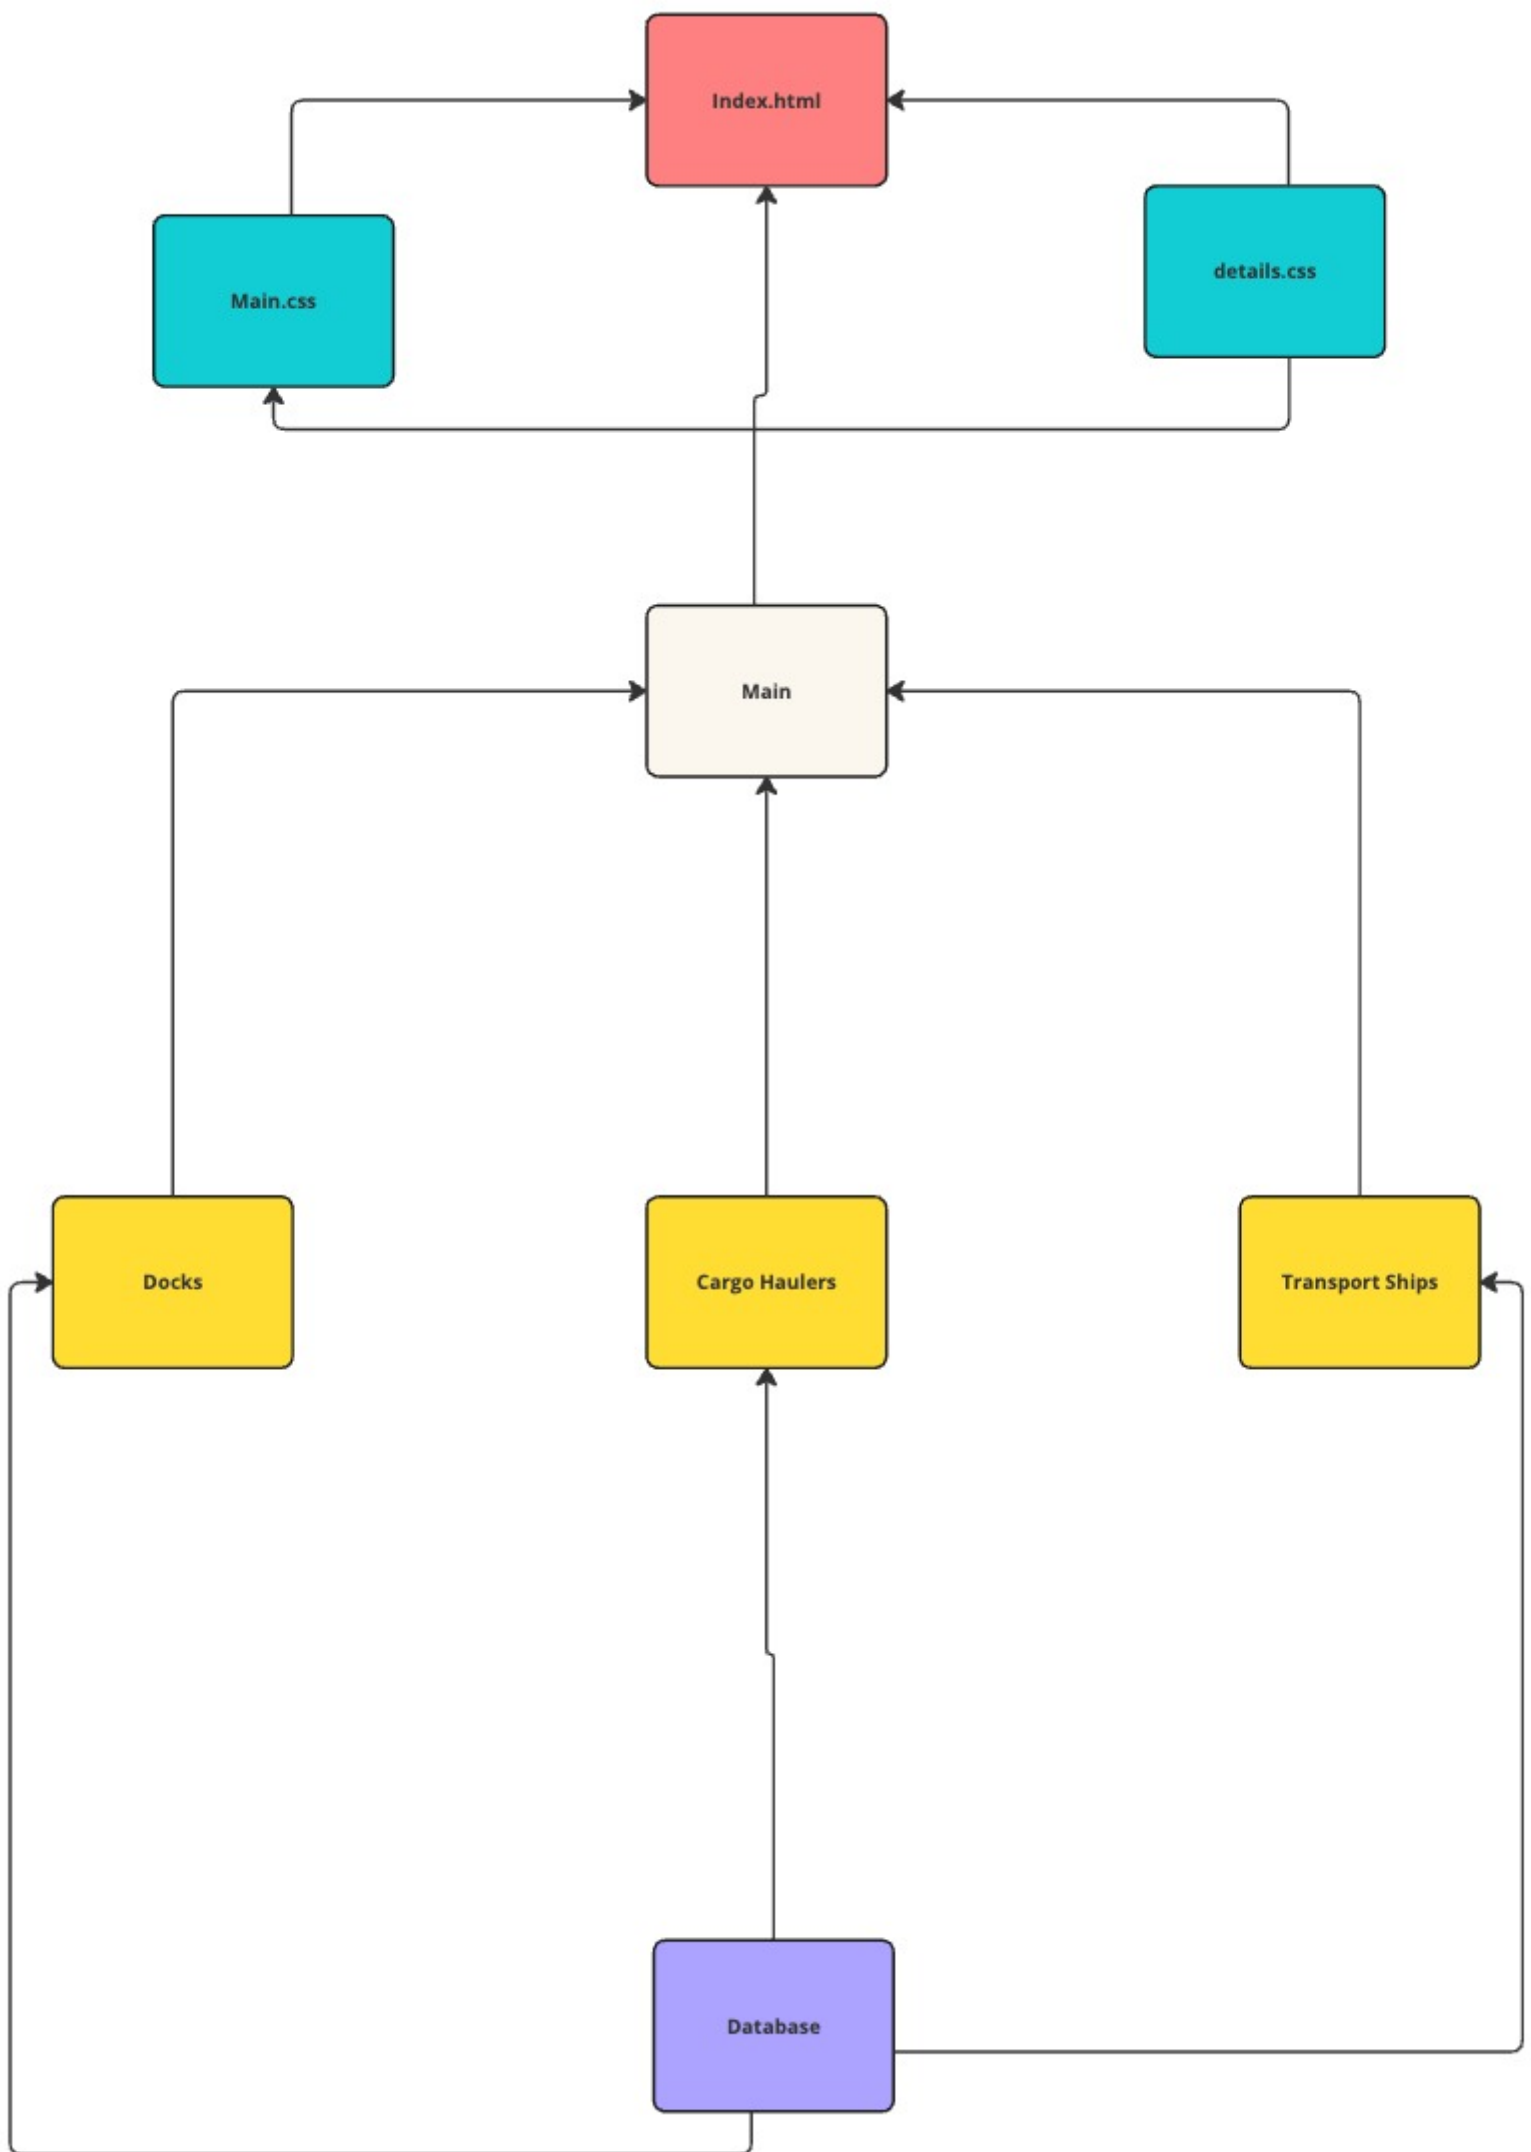 Index.html
Main.css
details.css
Main
Docks
Cargo Haulers
Transport Ships
Database